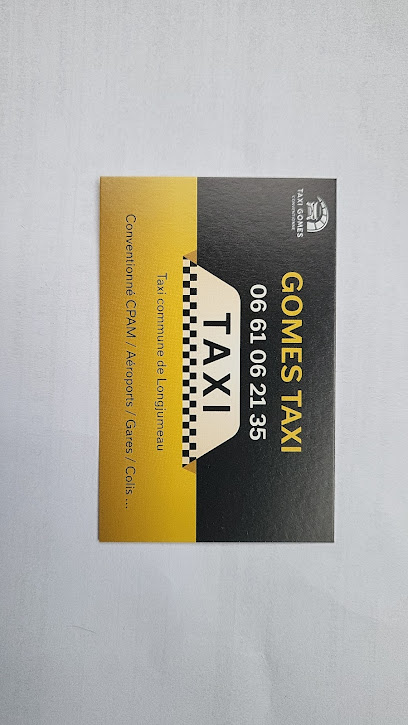 TAXI GOMES
CONVENTIONNÉ
GOMES TAXI
06 61 06 21 35
TAXI
Taxi commune de Longjumeau
Conventionné CPAM / Aéroports / Gares / Colis ...